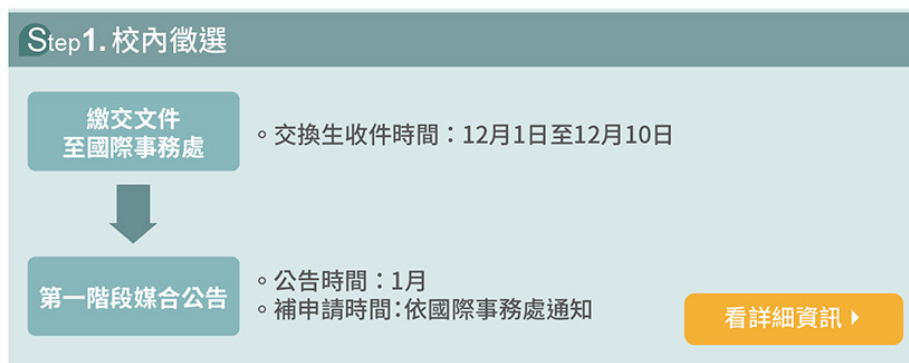 Step1.校內徵選
繳交文件
至國際事務處
。交換生收件時間：12月1日至12月10日
第一階段媒合公告
。公告時間：1月
。補申請時間：依國際事務處通知
看詳細資訊